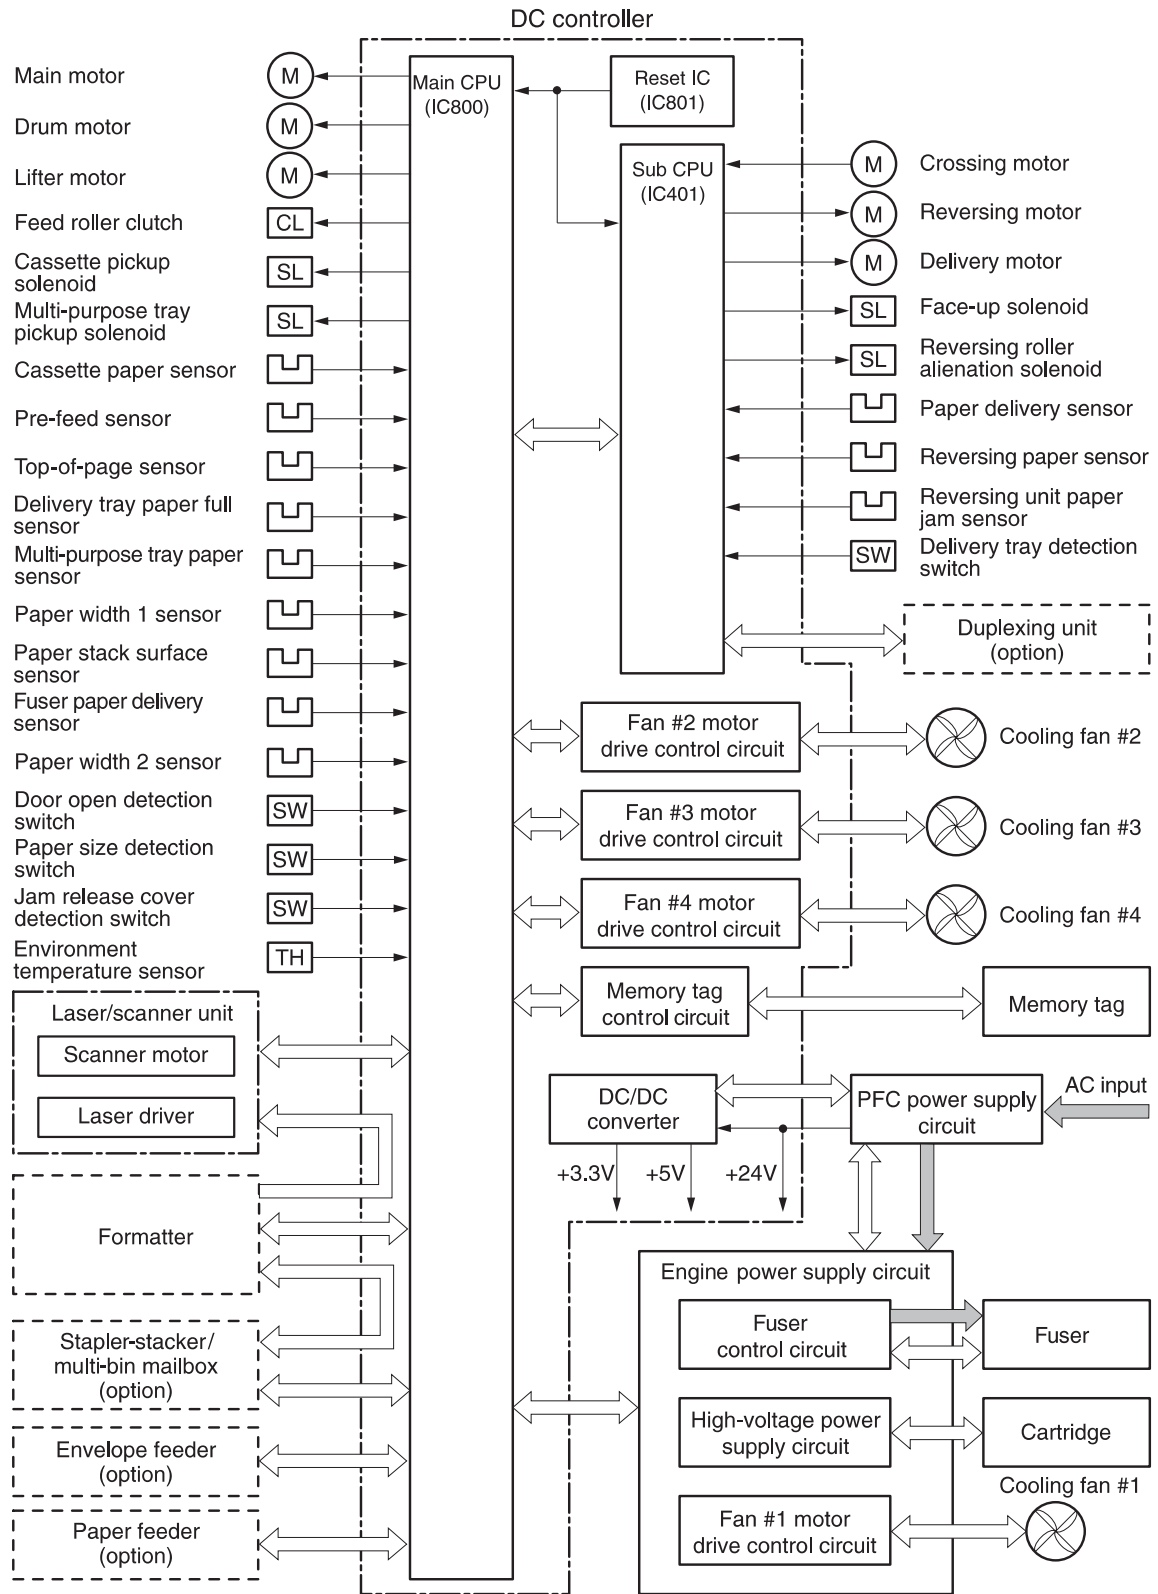 DC controller
Main motor
M
Drum motor
M
Lifter motor
M
Feed roller clutch
CL
Cassette pickup
solenoid
SL
Multi-purpose tray
pickup solenoid
SL
Cassette paper sensor
Pre-feed sensor
Top-of-page sensor
Delivery tray paper full
sensor
Multi-purpose tray paper
sensor
Paper width 1 sensor
Paper stack surface
sensor
Fuser paper delivery
sensor
Paper width 2 sensor
Door open detection
switch
SW
Paper size detection
switch
SW
Jam release cover
detection switch
SW
Environment
temperature sensor
TH
Laser/scanner unit
Scanner motor
Laser driver
Formatter
Stapler-stacker/
multi-bin mailbox
(option)
Envelope feeder
(option)
Paper feeder
(option)
Main CPU
(IC800)
Reset IC
(IC801)
Sub CPU
(IC401)
M
Crossing motor
M
Reversing motor
M
Delivery motor
SL
Face-up solenoid
SL
Reversing roller
alienation solenoid
Paper delivery sensor
Reversing paper sensor
Reversing unit paper
jam sensor
SW
Delivery tray detection
switch
Duplexing unit
(option)
Fan #2 motor
drive control circuit
Cooling fan #2
Fan #3 motor
drive control circuit
Cooling fan #3
Fan #4 motor
drive control circuit
Cooling fan #4
Memory tag
control circuit
Memory tag
DC/DC
converter
PFC power supply
circuit
AC input
+3.3V
+5V
+24V
Engine power supply circuit
Fuser
control circuit
Fuser
High-voltage power
supply circuit
Cartridge
Cooling fan #1
Fan #1 motor
drive control circuit